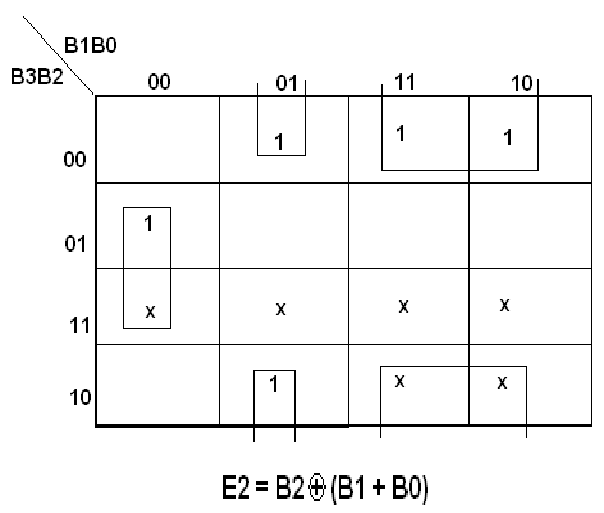 B1B0
B3B2
00 01 11 10
00 1 1 1
01 1
11 x x x x
10 1 x x
E2 = B2⊕(B1 + B0)